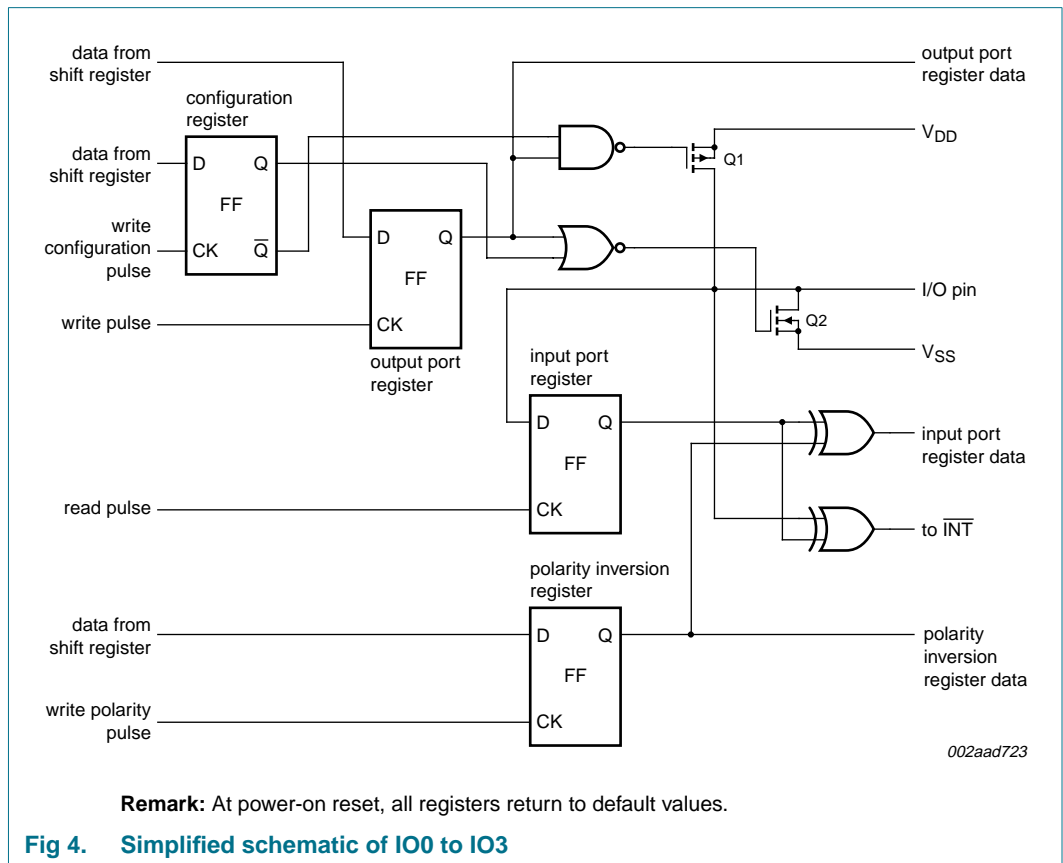 data from
shift register
output port
register data
configuration
register
V_DD
Q1
data from
shift register
D Q
FF
write
configuration
pulse
CK Q̅
D Q
FF
I/O pin
Q2
write pulse
CK
V_SS
output port
register
input port
register
D Q
FF
input port
register data
read pulse
CK
to I̅N̅T̅
polarity inversion
register
data from
shift register
D Q
FF
polarity
inversion
register data
write polarity
pulse
CK
002aad723
Remark: At power-on reset, all registers return to default values.
Fig 4. Simplified schematic of IO0 to IO3